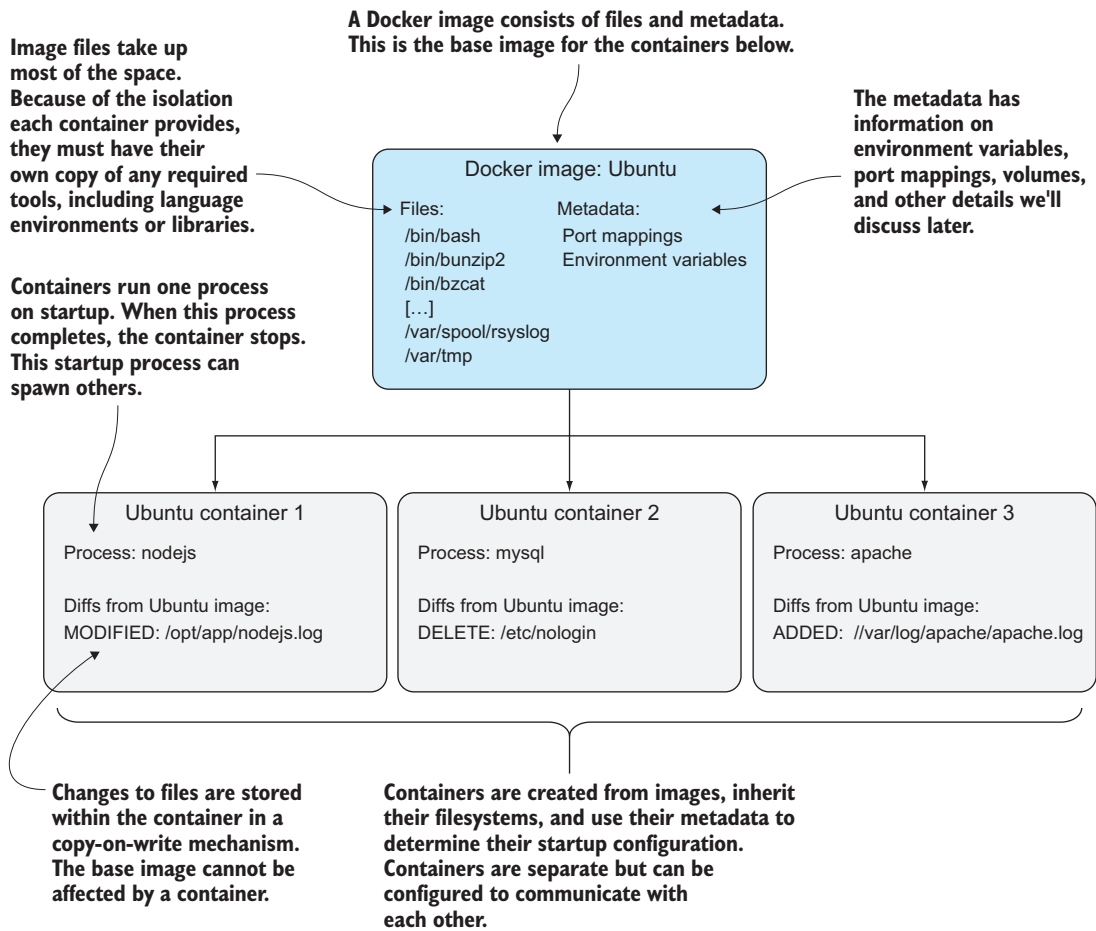 A Docker image consists of files and metadata.
This is the base image for the containers below.
Image files take up
most of the space.
Because of the isolation
each container provides,
they must have their
own copy of any required
tools, including language
environments or libraries.
The metadata has
information on
environment variables,
port mappings, volumes,
and other details we'll
discuss later.
Docker image: Ubuntu
Files:
/bin/bash
/bin/bunzip2
/bin/bzcat
[...]
/var/spool/rsyslog
/var/tmp
Metadata:
Port mappings
Environment variables
Containers run one process
on startup. When this process
completes, the container stops.
This startup process can
spawn others.
Ubuntu container 1
Process: nodejs
Diffs from Ubuntu image:
MODIFIED: /opt/app/nodejs.log
Ubuntu container 2
Process: mysql
Diffs from Ubuntu image:
DELETE: /etc/nologin
Ubuntu container 3
Process: apache
Diffs from Ubuntu image:
ADDED: //var/log/apache/apache.log
Changes to files are stored
within the container in a
copy-on-write mechanism.
The base image cannot be
affected by a container.
Containers are created from images, inherit
their filesystems, and use their metadata to
determine their startup configuration.
Containers are separate but can be
configured to communicate with
each other.